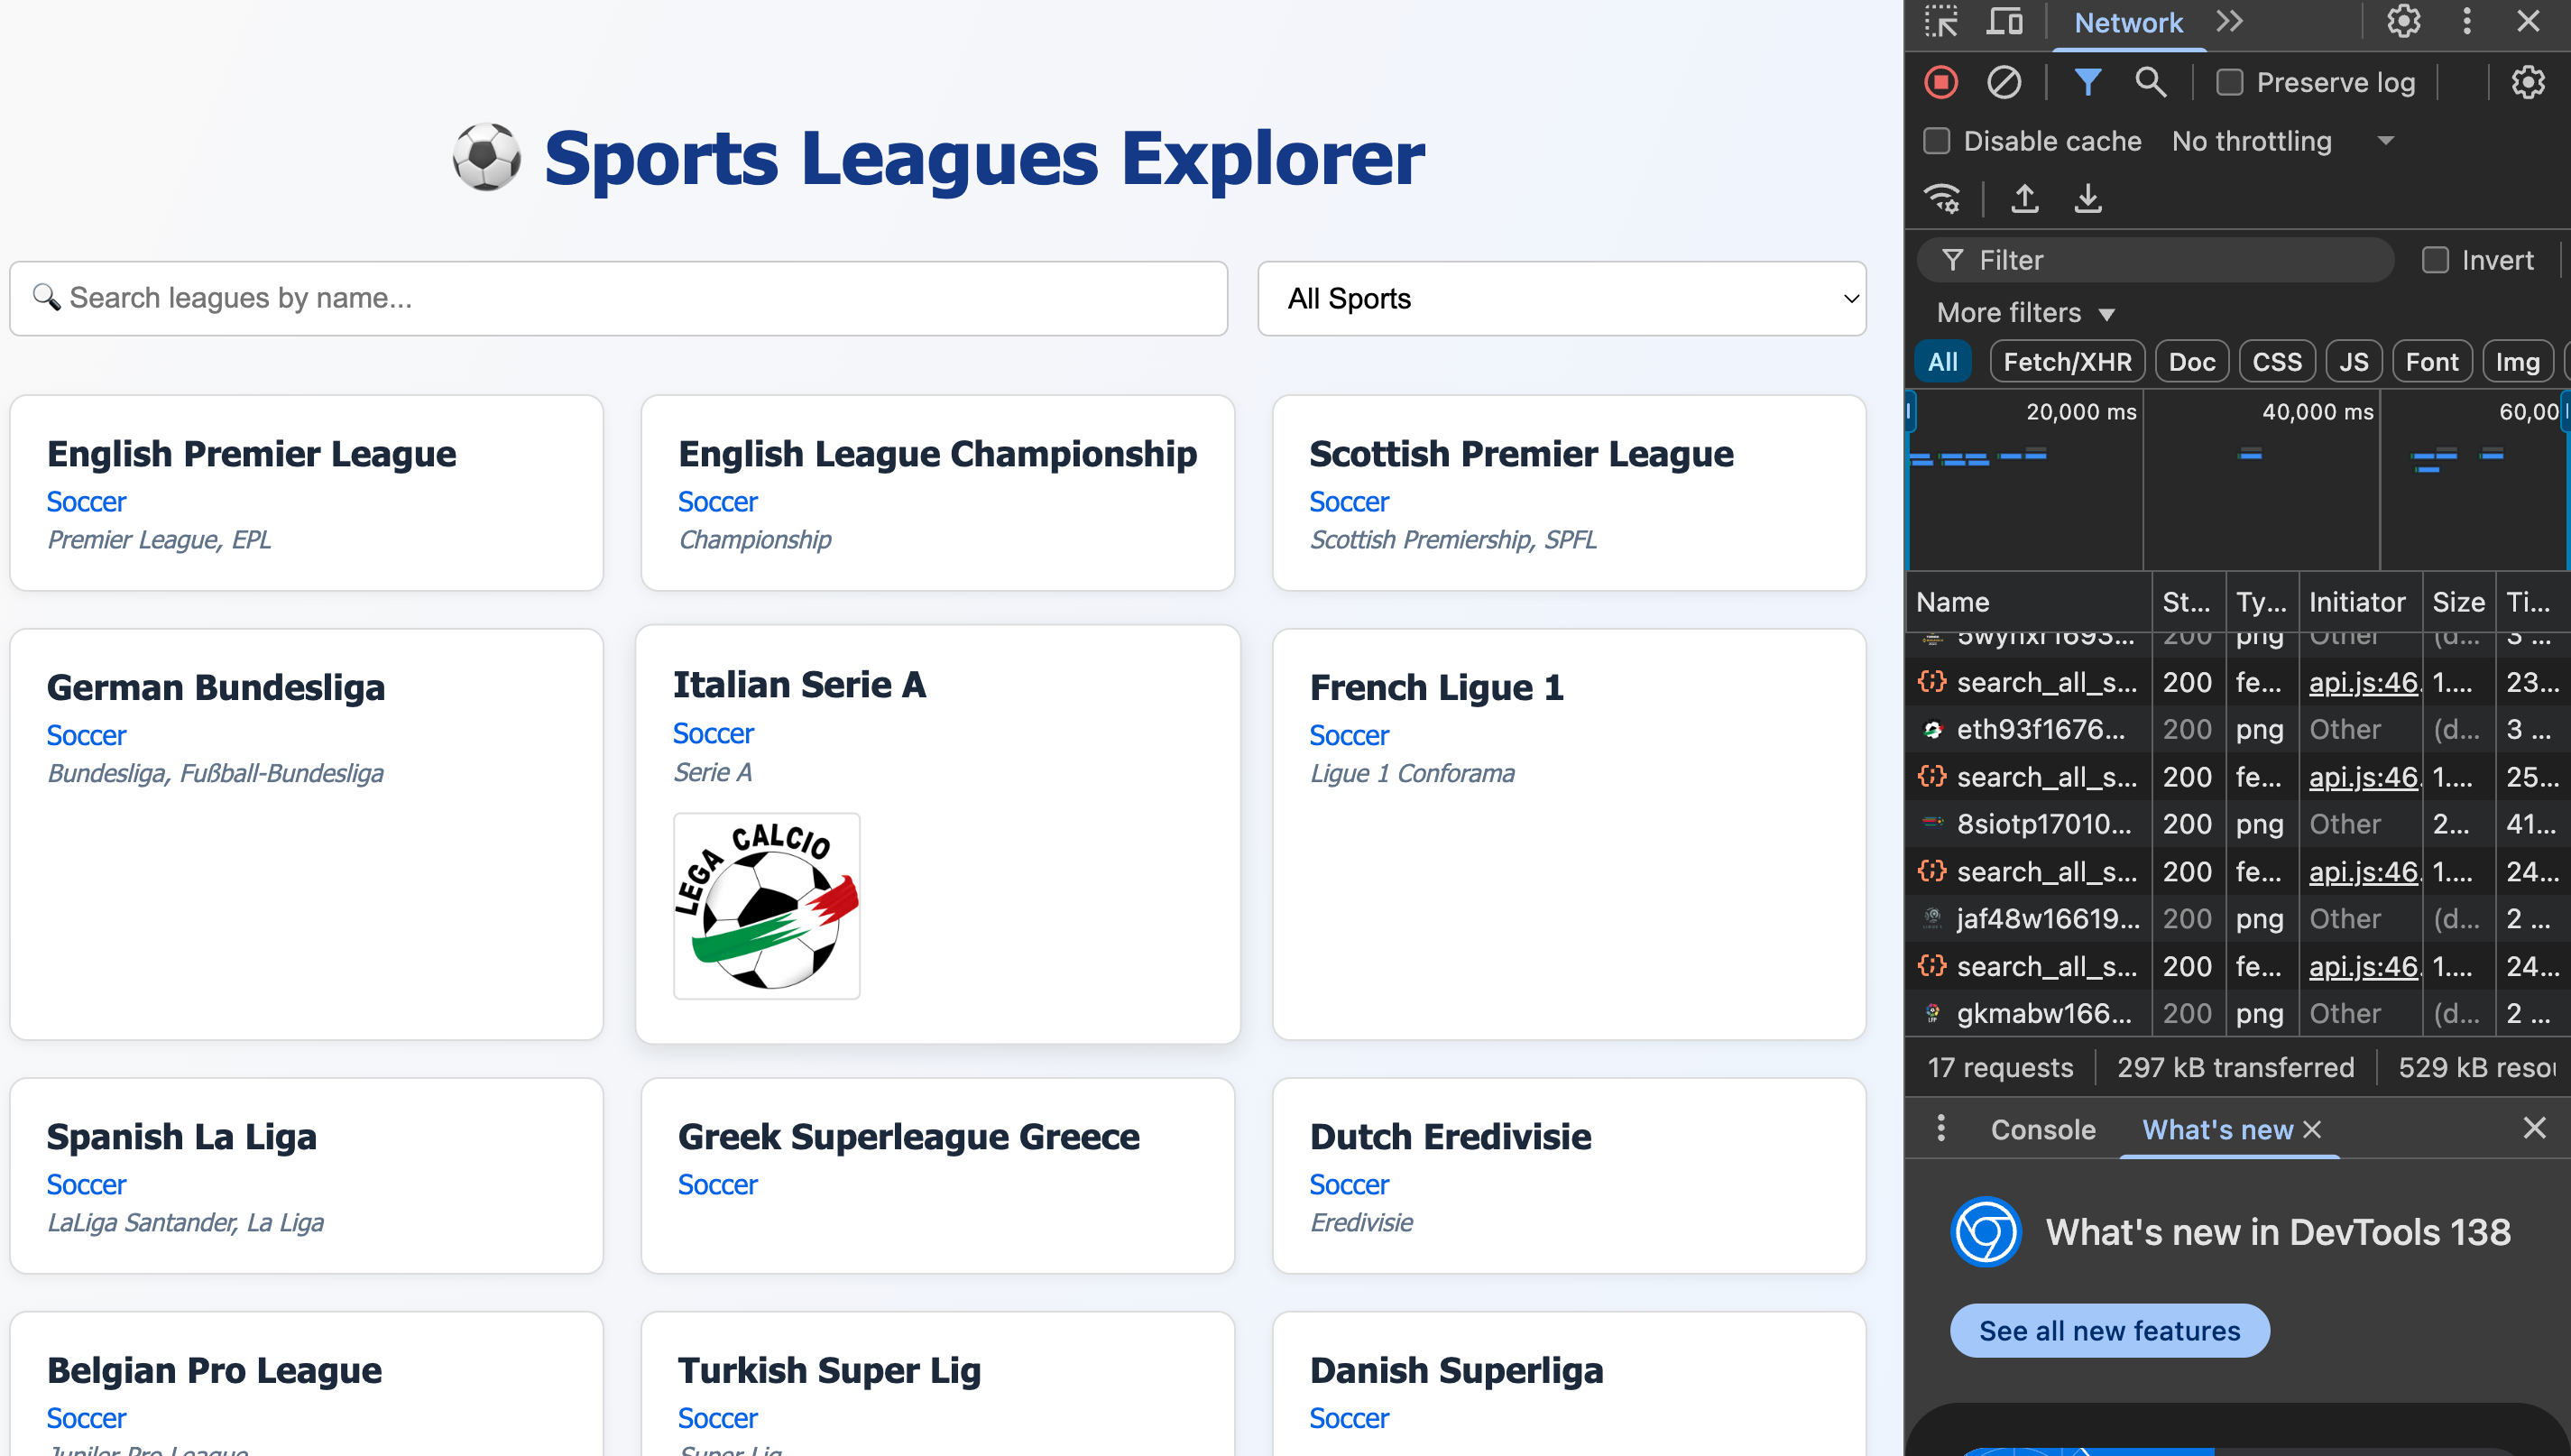 Sports Leagues Explorer
Search leagues by name...
All Sports
English Premier League
Soccer
Premier League, EPL
English League Championship
Soccer
Championship
Scottish Premier League
Soccer
Scottish Premiership, SPFL
German Bundesliga
Soccer
Bundesliga, Fußball-Bundesliga
Italian Serie A
Soccer
Serie A
LEGA CALCIO
French Ligue 1
Soccer
Ligue 1 Conforama
Spanish La Liga
Soccer
LaLiga Santander, La Liga
Greek Superleague Greece
Soccer
Dutch Eredivisie
Soccer
Eredivisie
Belgian Pro League
Soccer
Jupiler Pro League
Turkish Super Lig
Soccer
Super Lig
Danish Superliga
Soccer
Network
Preserve log
Disable cache No throttling
Filter Invert
More filters
All Fetch/XHR Doc CSS JS Font Img
20,000 ms 40,000 ms 60,00
Name St... Ty... Initiator Size Ti...
5wynxr1693... 200 png Other (d... 3 ...
search_all_s... 200 fe... api.js:46. 1.... 23...
eth93f1676... 200 png Other (d... 3 ...
search_all_s... 200 fe... api.js:46. 1.... 25...
8siotp17010... 200 png Other 2... 41...
search_all_s... 200 fe... api.js:46. 1.... 24...
jaf48w16619... 200 png Other (d... 2 ...
search_all_s... 200 fe... api.js:46. 1.... 24...
gkmabw166... 200 png Other (d... 2 ...
17 requests 297 kB transferred 529 kB resou
Console What's new
What's new in DevTools 138
See all new features